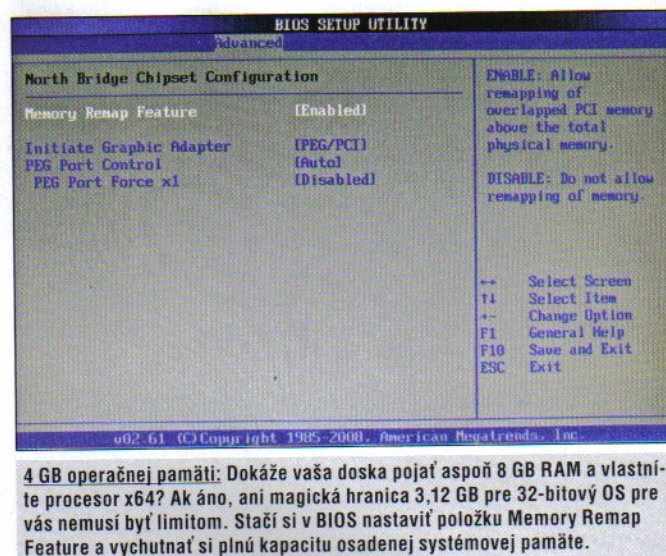 BIOS SETUP UTILITY
Advanced
North Bridge Chipset Configuration
Memory Remap Feature [Enabled]
Initiate Graphic Adapter [PEG/PCI]
PEG Port Control [Auto]
PEG Port Force x1 [Disabled]
ENABLE: Allow
remapping of
overlapped PCI memory
above the total
physical memory.
DISABLE: Do not allow
remapping of memory.
↔ Select Screen
↑↓ Select Item
+- Change Option
F1 General Help
F10 Save and Exit
ESC Exit
v02.61 (C)Copyright 1985-2008, American Megatrends, Inc.
4 GB operačnej pamäti: Dokáže vaša doska pojať aspoň 8 GB RAM a vlastní-
te procesor x64? Ak áno, ani magická hranica 3,12 GB pre 32-bitový OS pre
vás nemusí byť limitom. Stačí si v BIOS nastaviť položku Memory Remap
Feature a vychutnať si plnú kapacitu osadenej systémovej pamäte.